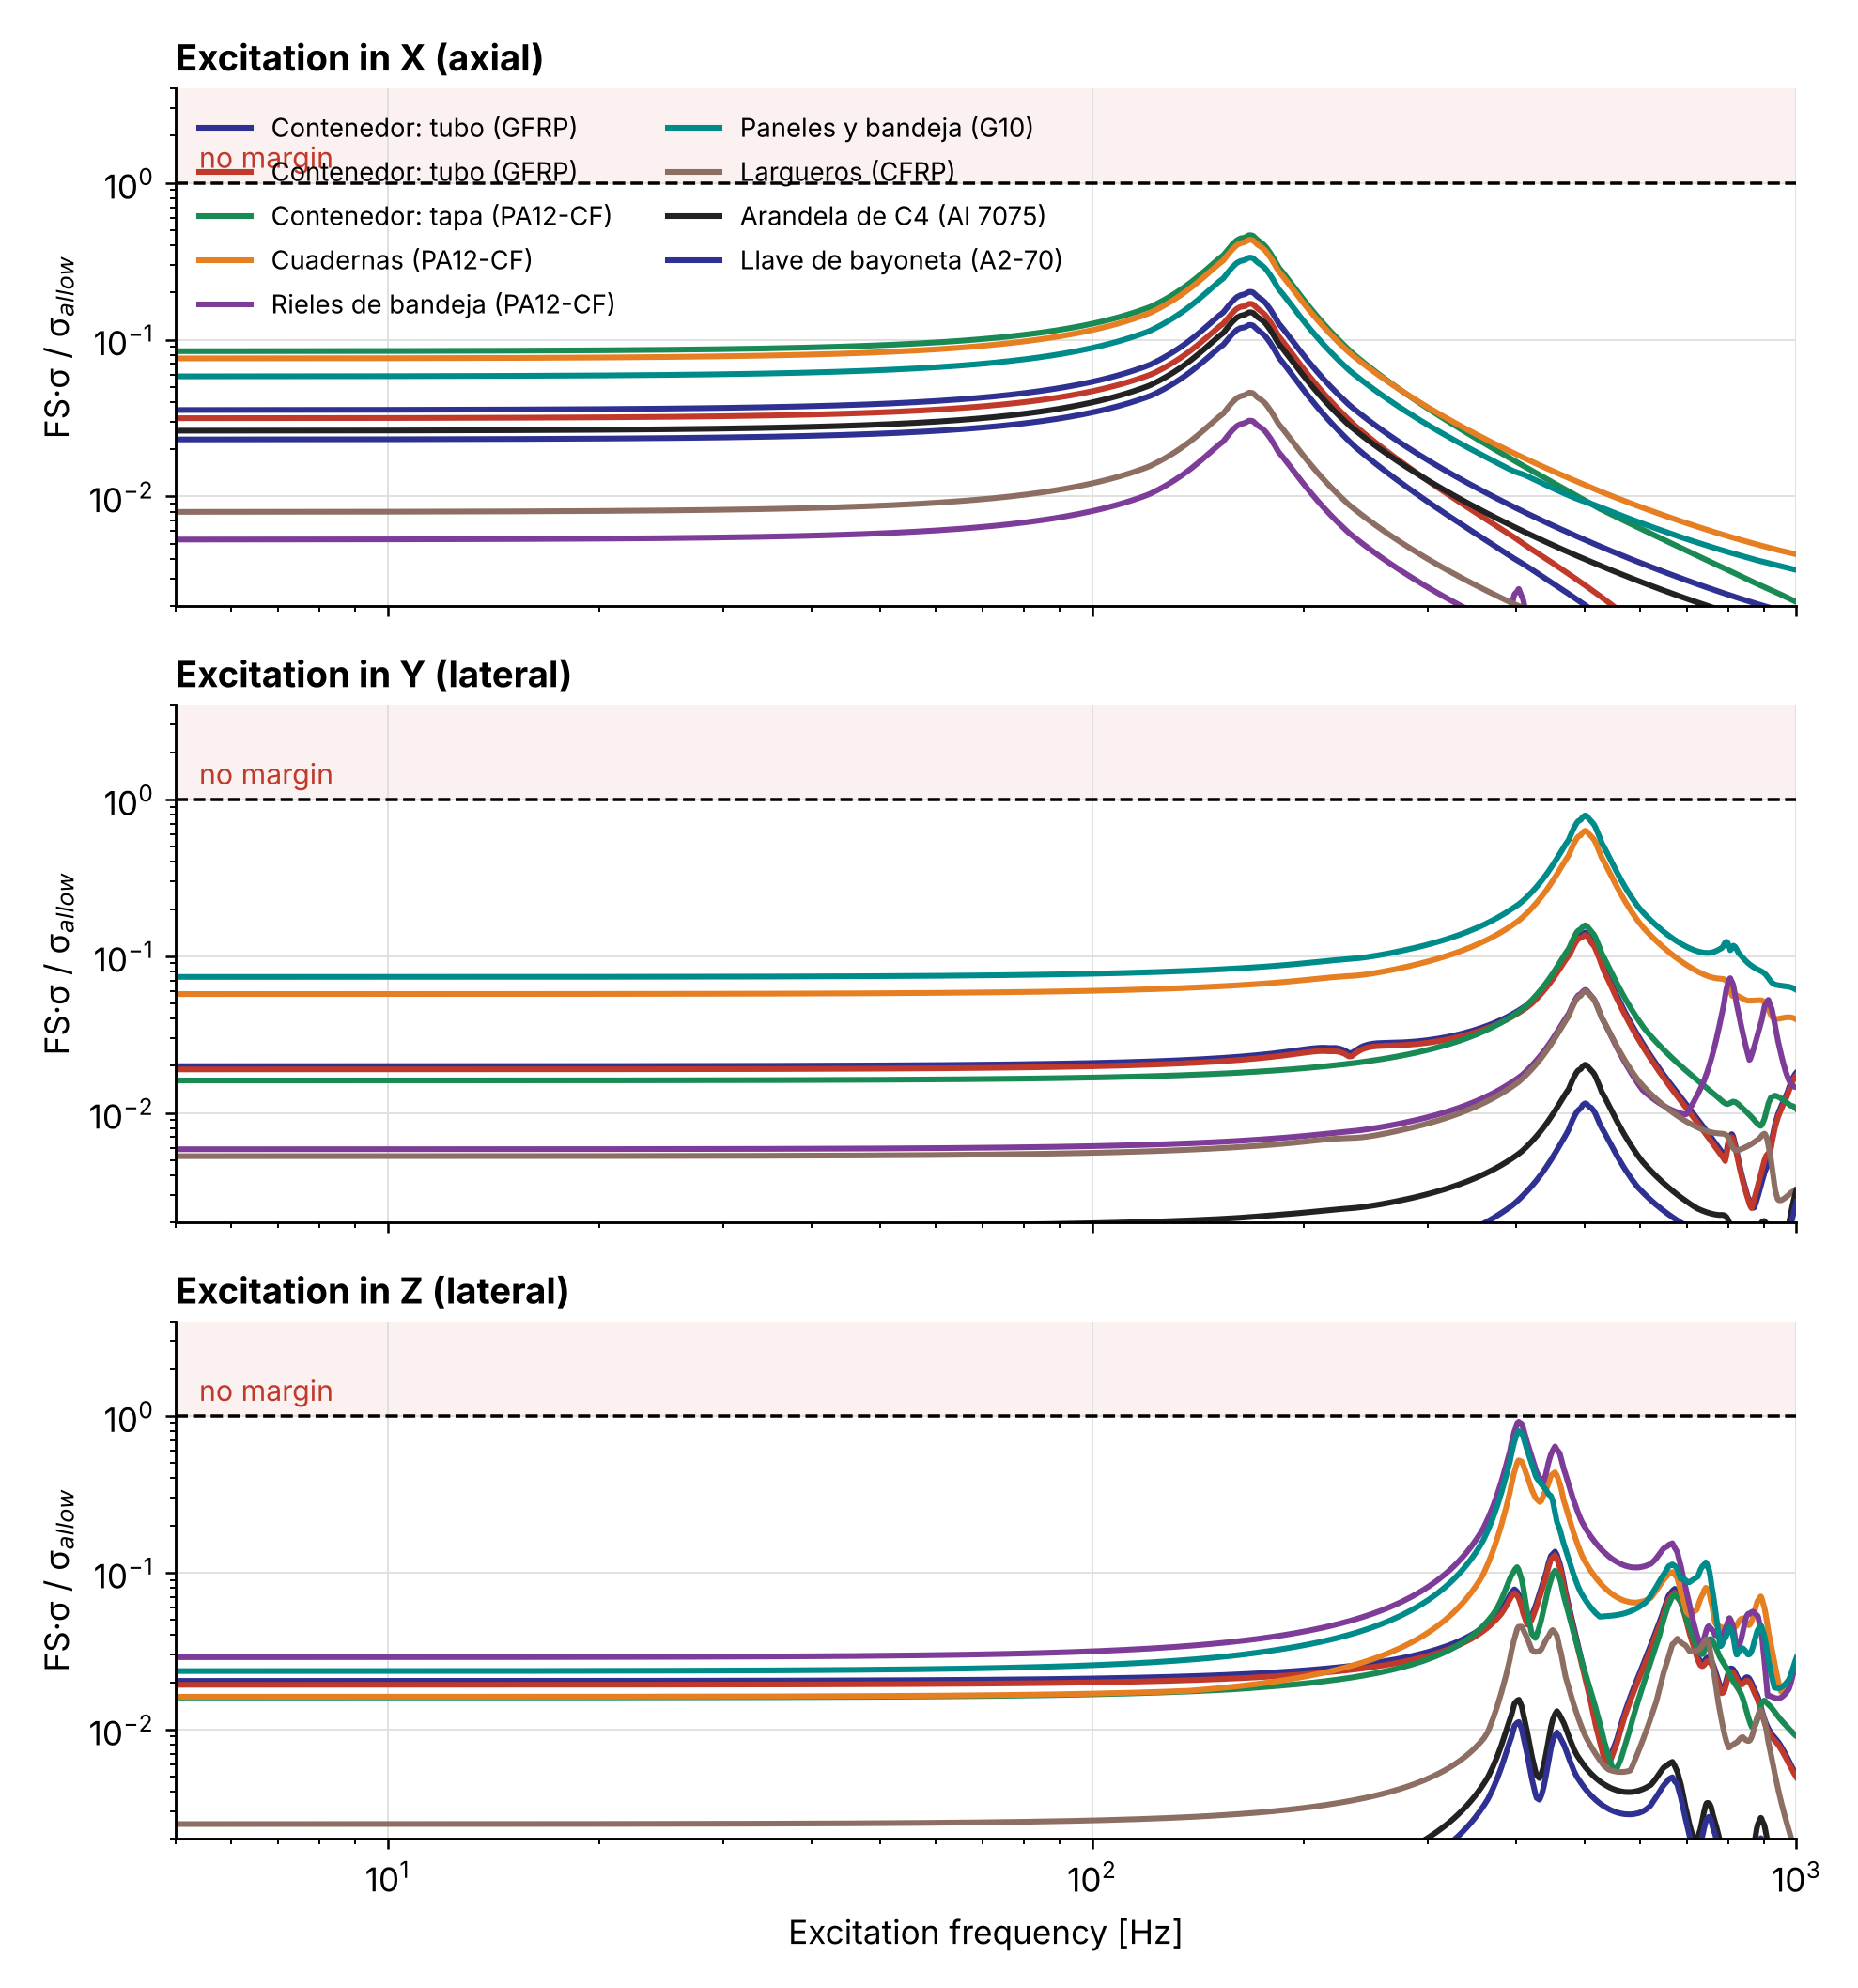 Excitation in X (axial)
Contenedor: tubo (GFRP)
Paneles y bandeja (G10)
no margin
Contenedor: tubo (GFRP)
Largueros (CFRP)
Contenedor: tapa (PA12-CF)
Arandela de C4 (Al 7075)
Cuadernas (PA12-CF)
Llave de bayoneta (A2-70)
Rieles de bandeja (PA12-CF)
10⁰
10⁻¹
10⁻²
FS·σ / σallow
Excitation in Y (lateral)
no margin
10⁰
10⁻¹
10⁻²
FS·σ / σallow
Excitation in Z (lateral)
no margin
10⁰
10⁻¹
10⁻²
FS·σ / σallow
10¹ 10² 10³
Excitation frequency [Hz]